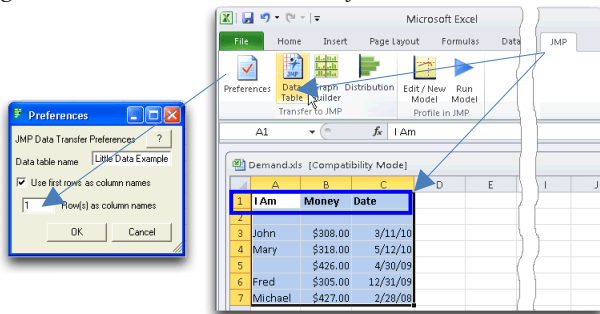 Microsoft Excel
File Home Insert Page Layout Formulas Data JMP
JMP
Preferences Data Table Graph Builder Distribution Edit / New Model Run Model
Transfer to JMP Profile in JMP
A1 fx I Am
Demand.xls [Compatibility Mode]
A B C D E I J
1 I Am Money Date
2
3 John $308.00 3/11/10
4 Mary $318.00 5/12/10
5 $426.00 4/30/09
6 Fred $305.00 12/31/09
7 Michael $427.00 2/28/08
Preferences
JMP Data Transfer Preferences ?
Data table name Little Data Example
Use first rows as column names
1 Row(s) as column names
OK Cancel